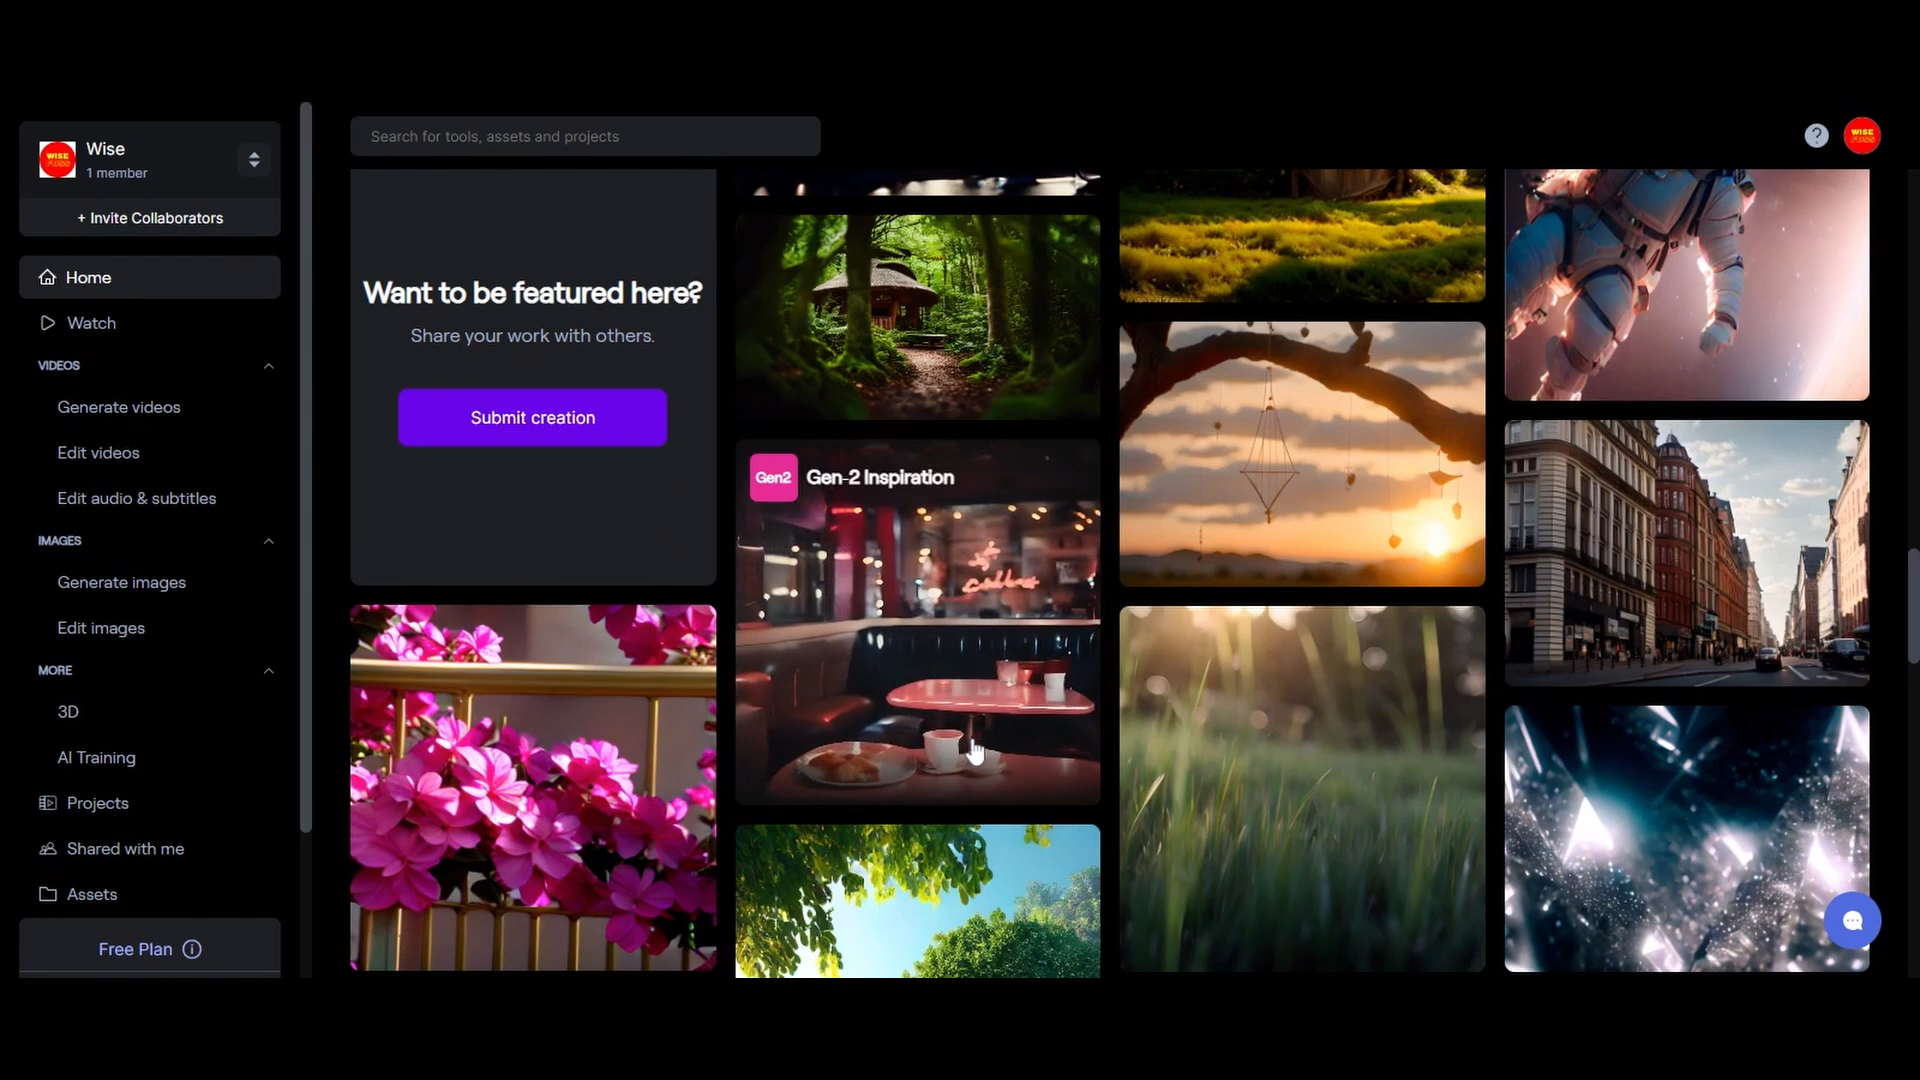 Wise
1 member
+ Invite Collaborators
Home
Watch
VIDEOS
Generate videos
Edit videos
Edit audio & subtitles
IMAGES
Generate images
Edit images
MORE
3D
AI Training
Projects
Shared with me
Assets
Free Plan
Search for tools, assets and projects
WISE
Want to be featured here?
Share your work with others.
Submit creation
Gen2 Gen-2 Inspiration